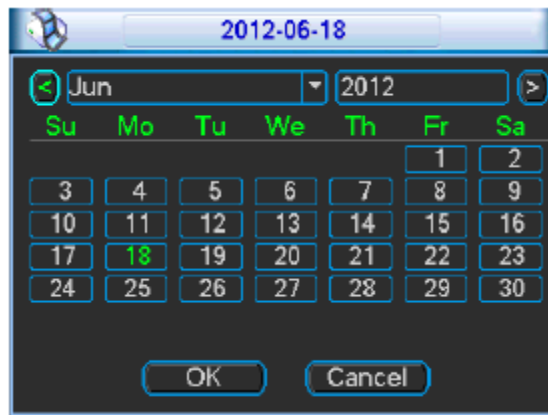 2012-06-18
< Jun 2012 >
Su Mo Tu We Th Fr Sa
1 2
3 4 5 6 7 8 9
10 11 12 13 14 15 16
17 18 19 20 21 22 23
24 25 26 27 28 29 30
OK Cancel